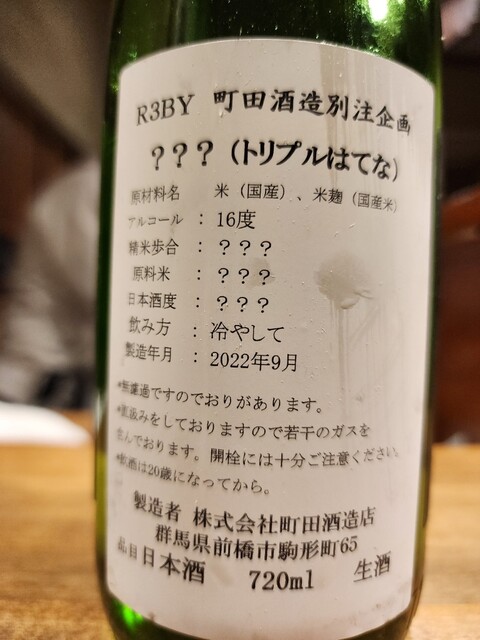 R3BY 町田酒造別注企画
???(トリプルはてな)
原材料名 米(国産)、米麹(国産米)
アルコール : 16度
精米歩合 : ???
原料米 : ???
日本酒度 : ???
飲み方 : 冷やして
製造年月 : 2022年9月
*無濾過ですのでおりがあります。
*直汲みをしておりますので若干のガスを
生んでおります。開栓には十分ご注意ください。
*飲酒は20歳になってから。
製造者 株式会社町田酒造店
群馬県前橋市駒形町65
品目 日本酒 720ml 生酒